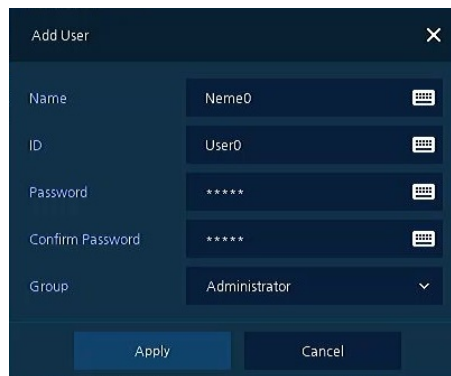 Add User
Name Neme0
ID User0
Password *****
Confirm Password *****
Group Administrator
Apply Cancel